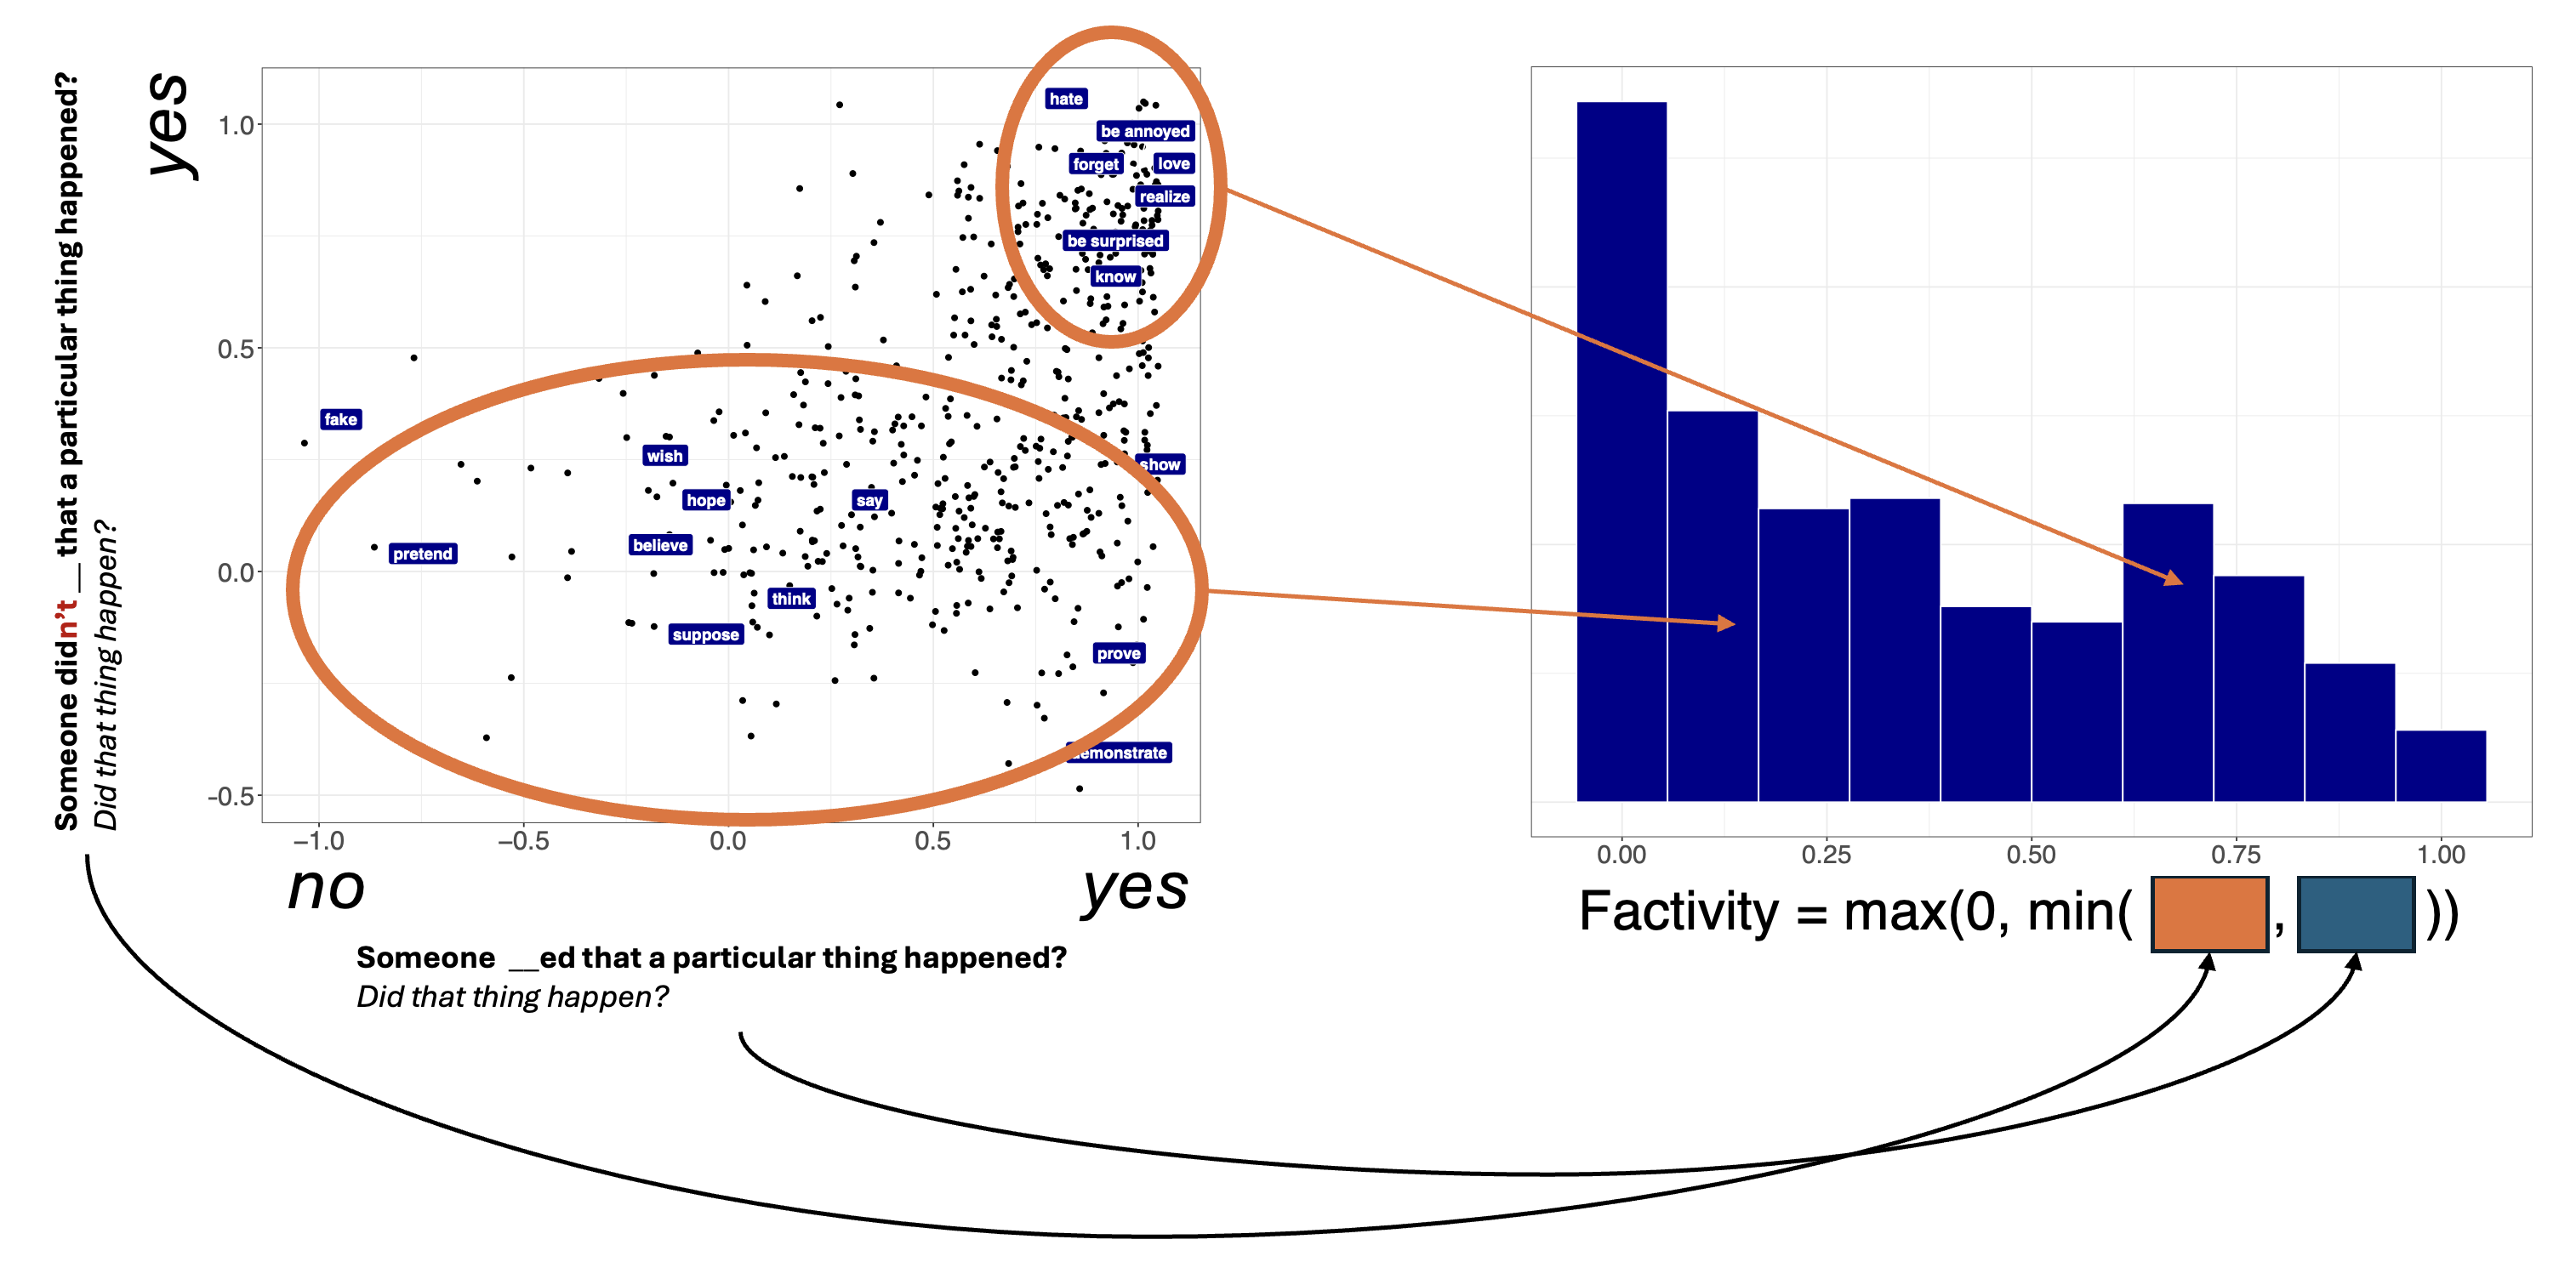 Someone didn't __ that a particular thing happened?
Did that thing happen?
yes
1.0
0.5
0.0
-0.5
hate
be annoyed
forget
love
realize
be surprised
know
fake
wish
show
hope
say
believe
pretend
think
suppose
prove
demonstrate
−1.0
−0.5
0.0
0.5
1.0
no
yes
Someone __ed that a particular thing happened?
Did that thing happen?
0.00
0.25
0.50
0.75
1.00
Factivity = max(0, min( , ))